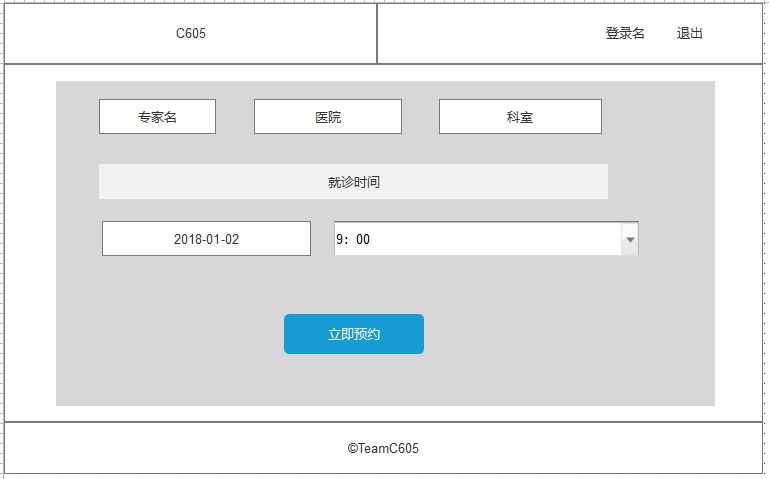 C605
登录名 退出
专家名 医院 科室
就诊时间
2018-01-02 9：00
立即预约
©TeamC605